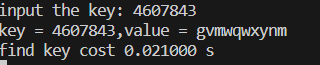 input the key: 4607843
key = 4607843,value = gvmwqwxynm
find key cost 0.021000 s